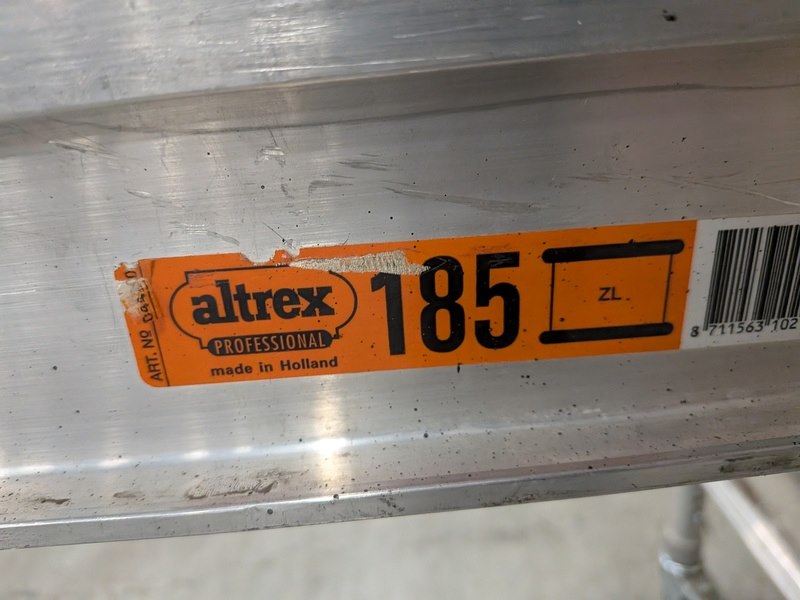 ART. No
altrex
PROFESSIONAL
made in Holland
185
ZL
8 711563 102